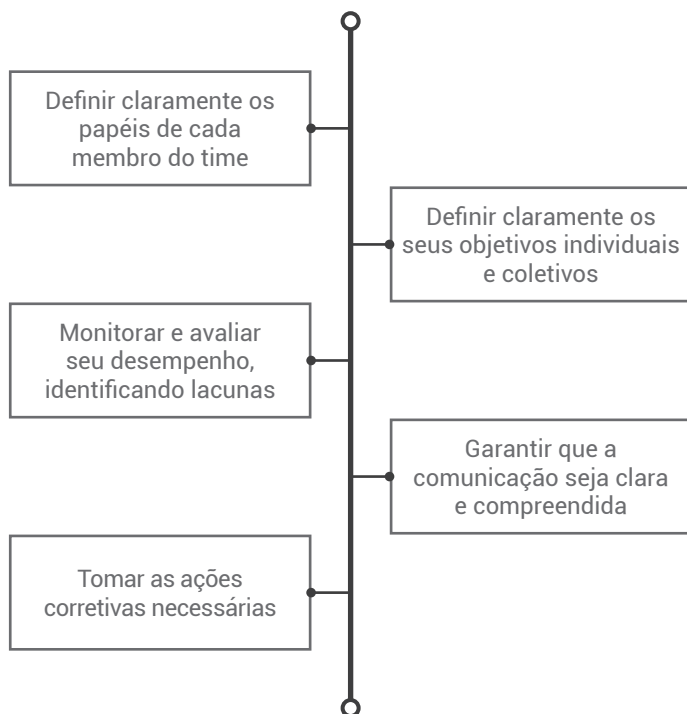 Definir claramente os
papéis de cada
membro do time
Definir claramente os
seus objetivos individuais
e coletivos
Monitorar e avaliar
seu desempenho,
identificando lacunas
Garantir que a
comunicação seja clara
e compreendida
Tomar as ações
corretivas necessárias